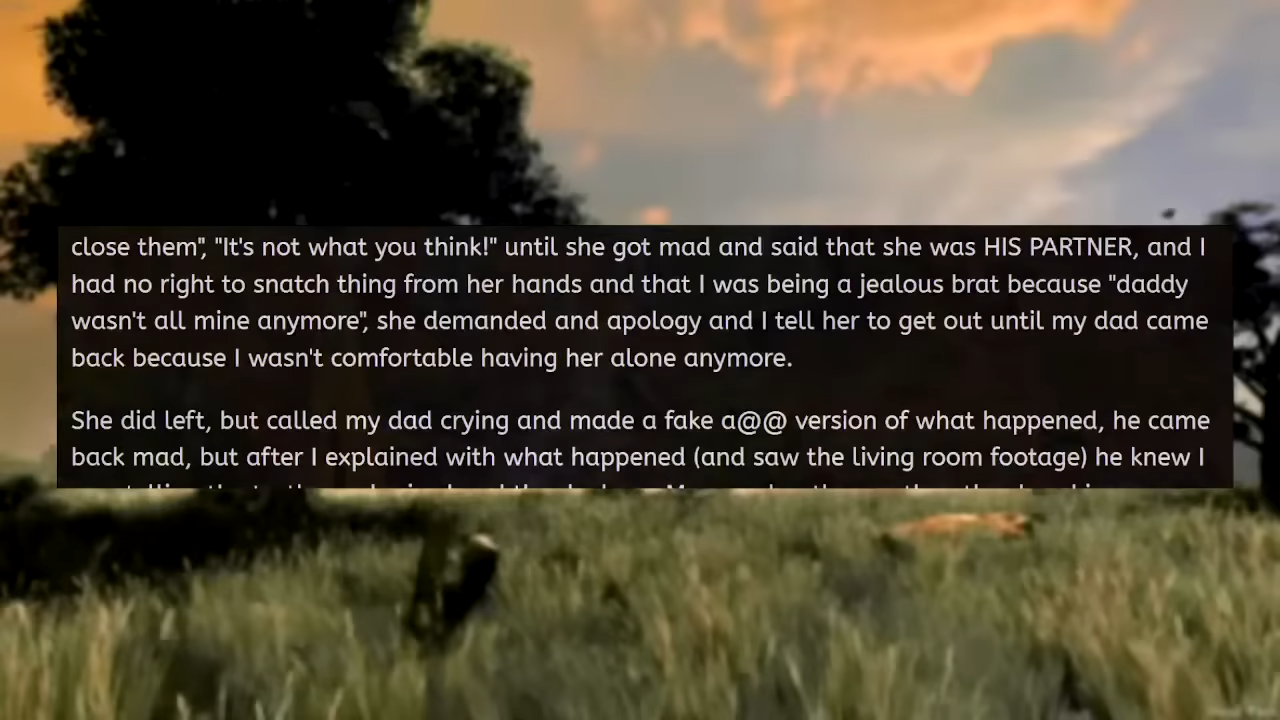 close them", "It's not what you think!" until she got mad and said that she was HIS PARTNER, and I
had no right to snatch thing from her hands and that I was being a jealous brat because "daddy
wasn't all mine anymore", she demanded and apology and I tell her to get out until my dad came
back because I wasn't comfortable having her alone anymore.
She did left, but called my dad crying and made a fake a@@ version of what happened, he came
back mad, but after I explained with what happened (and saw the living room footage) he knew I